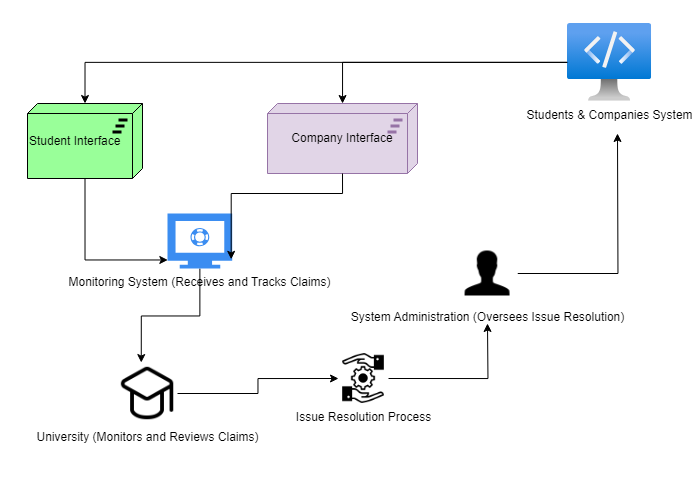 Students & Companies System
Student Interface
Company Interface
Monitoring System (Receives and Tracks Claims)
System Administration (Oversees Issue Resolution)
Issue Resolution Process
University (Monitors and Reviews Claims)